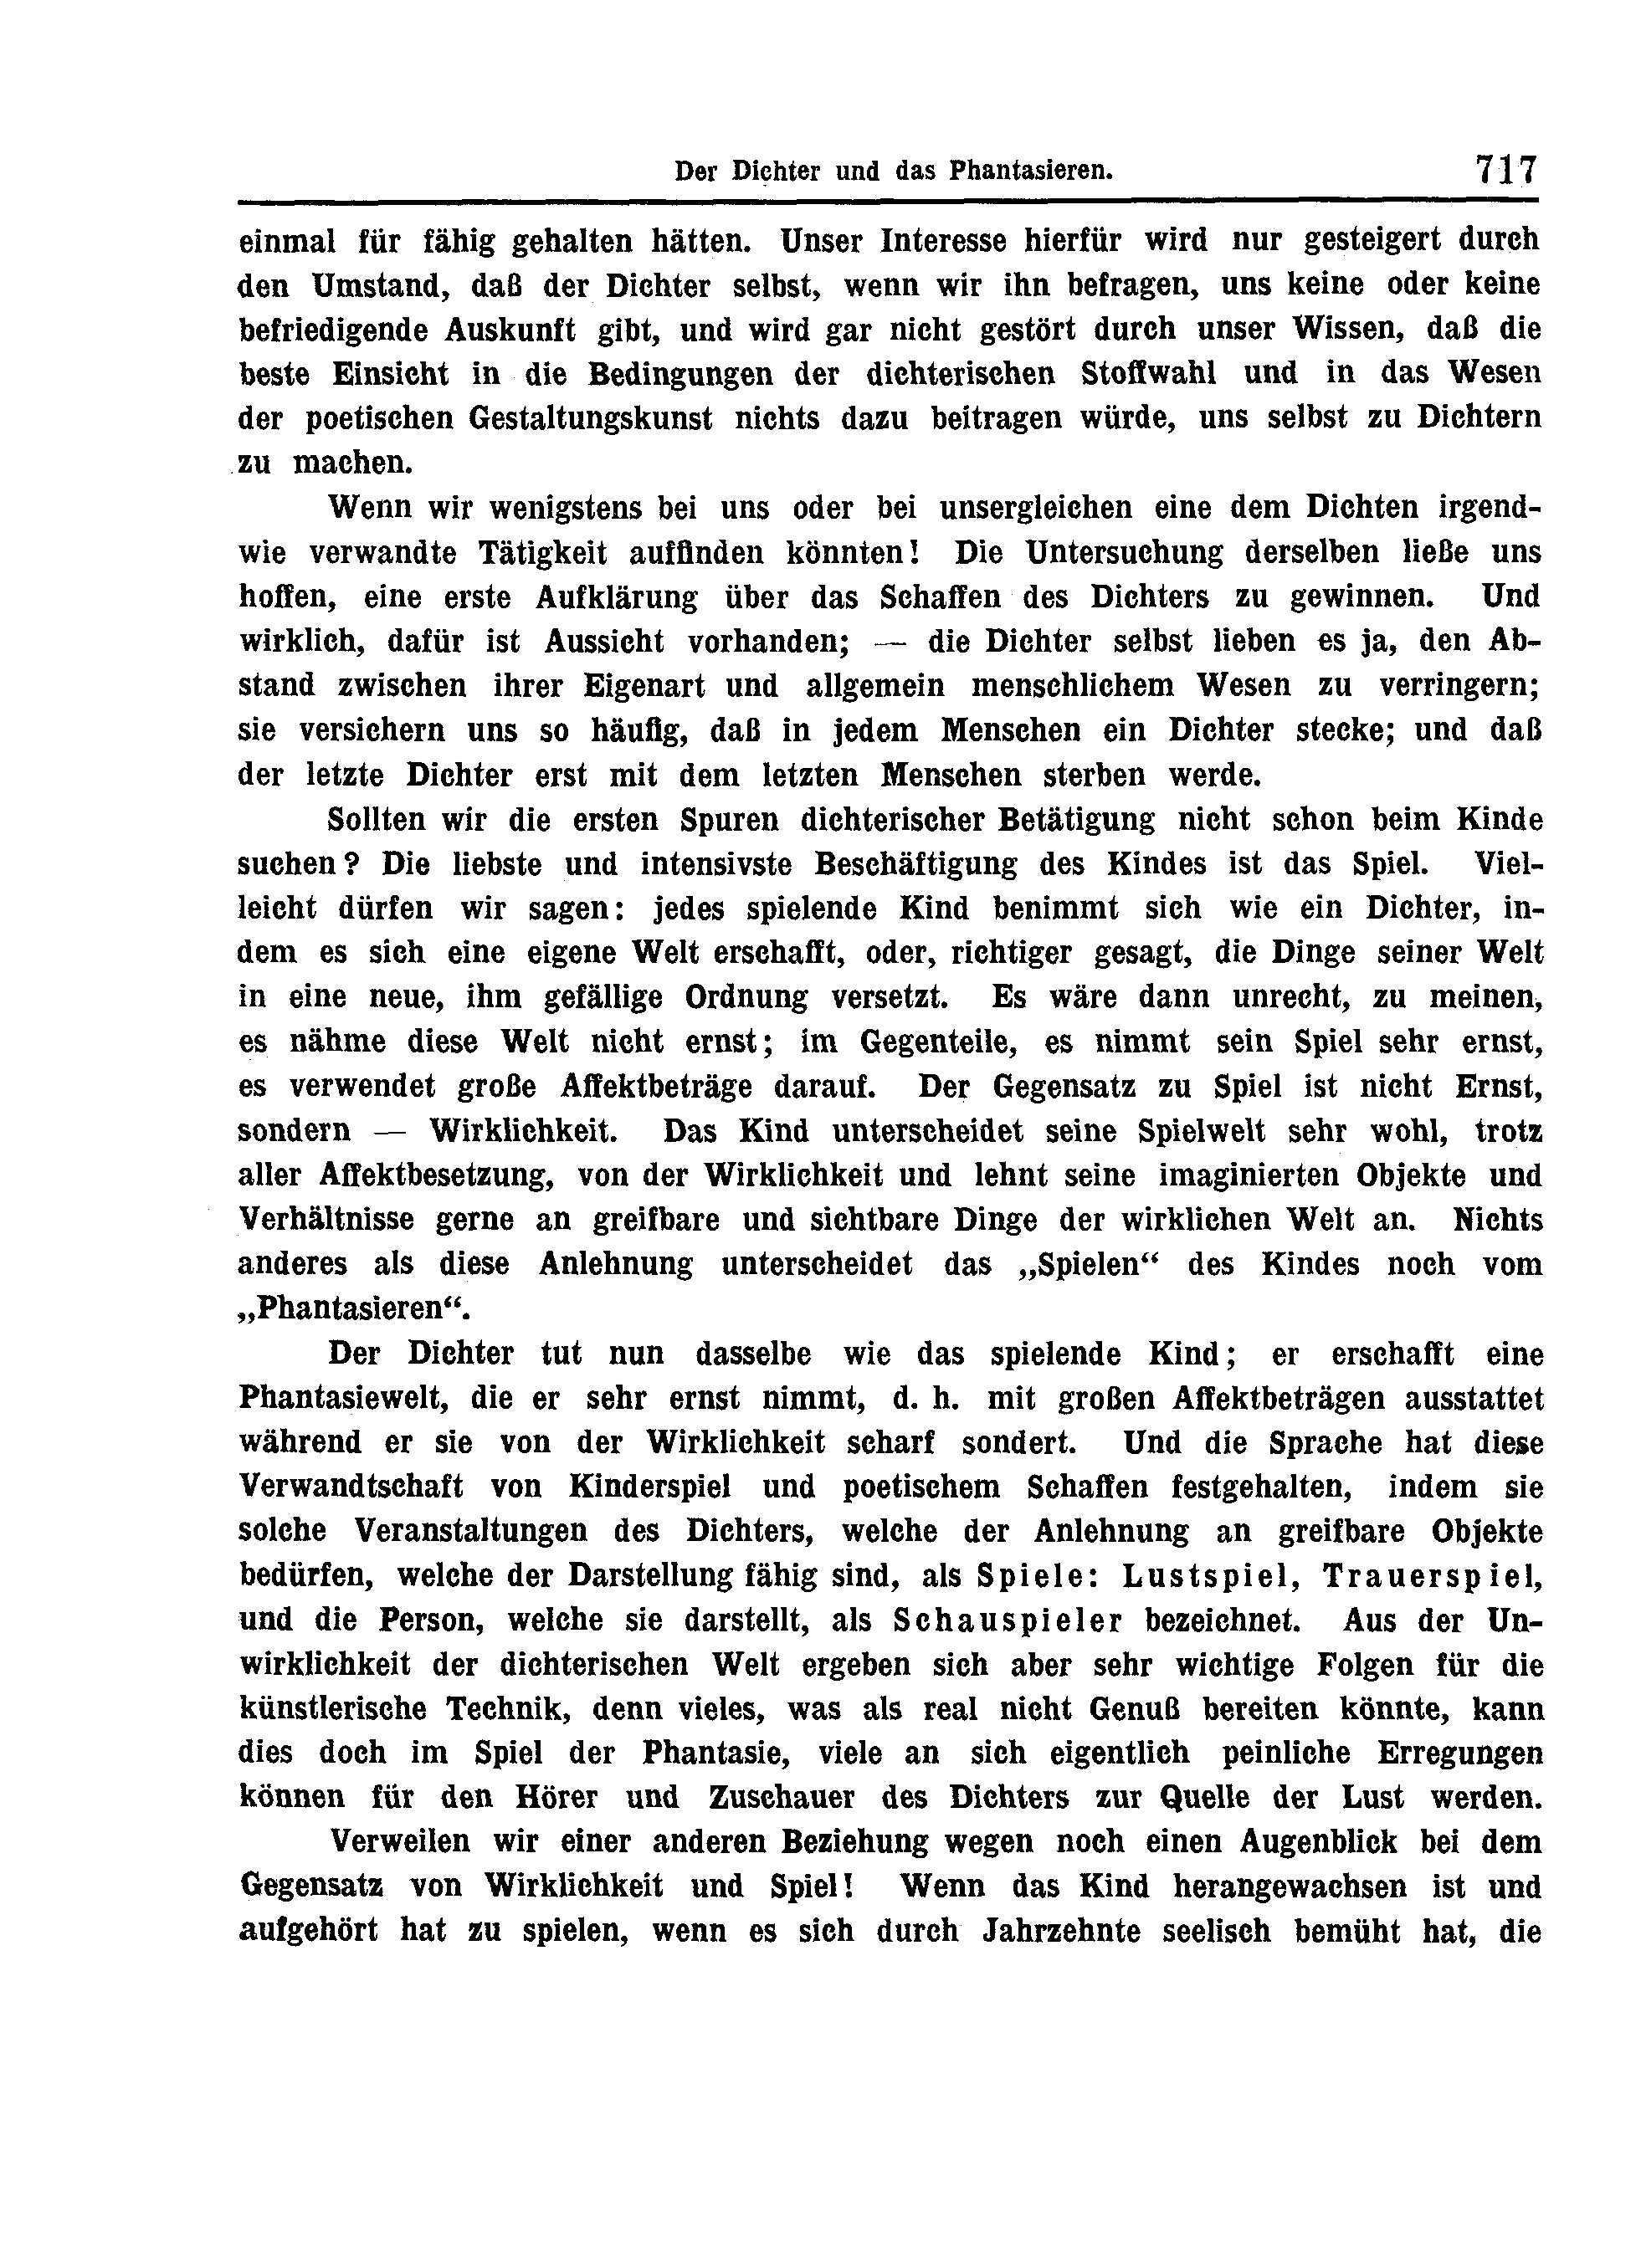 Der Dichter und das Phantasieren. 717
einmal für fähig gehalten hätten. Unser Interesse hierfür wird nur gesteigert durch
den Umstand, daß der Dichter selbst, wenn wir ihn befragen, uns keine oder keine
befriedigende Auskunft gibt, und wird gar nicht gestört durch unser Wissen, daß die
beste Einsicht in die Bedingungen der dichterischen Stoffwahl und in das Wesen
der poetischen Gestaltungskunst nichts dazu beitragen würde, uns selbst zu Dichtern
zu machen.
Wenn wir wenigstens bei uns oder bei unsergleichen eine dem Dichten irgend-
wie verwandte Tätigkeit auffinden könnten! Die Untersuchung derselben ließe uns
hoffen, eine erste Aufklärung über das Schaffen des Dichters zu gewinnen. Und
wirklich, dafür ist Aussicht vorhanden; — die Dichter selbst lieben es ja, den Ab-
stand zwischen ihrer Eigenart und allgemein menschlichem Wesen zu verringern;
sie versichern uns so häufig, daß in jedem Menschen ein Dichter stecke; und daß
der letzte Dichter erst mit dem letzten Menschen sterben werde.
Sollten wir die ersten Spuren dichterischer Betätigung nicht schon beim Kinde
suchen? Die liebste und intensivste Beschäftigung des Kindes ist das Spiel. Viel-
leicht dürfen wir sagen: jedes spielende Kind benimmt sich wie ein Dichter, in-
dem es sich eine eigene Welt erschafft, oder, richtiger gesagt, die Dinge seiner Welt
in eine neue, ihm gefällige Ordnung versetzt. Es wäre dann unrecht, zu meinen,
es nähme diese Welt nicht ernst; im Gegenteile, es nimmt sein Spiel sehr ernst,
es verwendet große Affektbeträge darauf. Der Gegensatz zu Spiel ist nicht Ernst,
sondern — Wirklichkeit. Das Kind unterscheidet seine Spielwelt sehr wohl, trotz
aller Affektbesetzung, von der Wirklichkeit und lehnt seine imaginierten Objekte und
Verhältnisse gerne an greifbare und sichtbare Dinge der wirklichen Welt an. Nichts
anderes als diese Anlehnung unterscheidet das „Spielen“ des Kindes noch vom
„Phantasieren“.
Der Dichter tut nun dasselbe wie das spielende Kind; er erschafft eine
Phantasiewelt, die er sehr ernst nimmt, d. h. mit großen Affektbeträgen ausstattet
während er sie von der Wirklichkeit scharf sondert. Und die Sprache hat diese
Verwandtschaft von Kinderspiel und poetischem Schaffen festgehalten, indem sie
solche Veranstaltungen des Dichters, welche der Anlehnung an greifbare Objekte
bedürfen, welche der Darstellung fähig sind, als Spiele: Lustspiel, Trauerspiel,
und die Person, welche sie darstellt, als Schauspieler bezeichnet. Aus der Un-
wirklichkeit der dichterischen Welt ergeben sich aber sehr wichtige Folgen für die
künstlerische Technik, denn vieles, was als real nicht Genuß bereiten könnte, kann
dies doch im Spiel der Phantasie, viele an sich eigentlich peinliche Erregungen
können für den Hörer und Zuschauer des Dichters zur Quelle der Lust werden.
Verweilen wir einer anderen Beziehung wegen noch einen Augenblick bei dem
Gegensatz von Wirklichkeit und Spiel! Wenn das Kind herangewachsen ist und
aufgehört hat zu spielen, wenn es sich durch Jahrzehnte seelisch bemüht hat, die